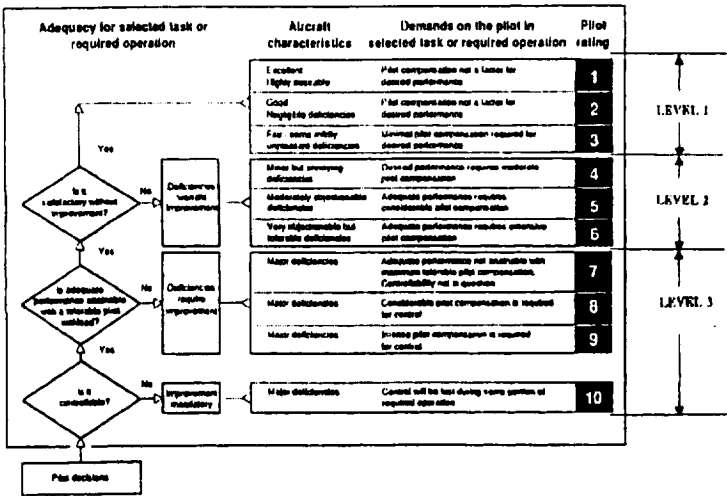 Adequacy for selected task or
required operation
Aircraft
characteristics
Demands on the pilot in
selected task or required operation
Pilot
rating
Excellent
Highly desirable
Pilot compensation not a factor for
desired performance
1
Good
Negligible deficiencies
Pilot compensation not a factor for
desired performance
2
Fair - some mildly
unpleasant deficiencies
Minimal pilot compensation required for
desired performance
3
LEVEL 1
Yes
Is it
satisfactory without
improvement?
No
Deficiencies
warrant
improvement
Minor but annoying
deficiencies
Desired performance requires moderate
pilot compensation
4
Moderately objectionable
deficiencies
Adequate performance requires
considerable pilot compensation
5
Very objectionable but
tolerable deficiencies
Adequate performance requires extensive
pilot compensation
6
LEVEL 2
Yes
Is adequate
performance attainable
with a tolerable pilot
workload?
No
Deficiencies
require
improvement
Major deficiencies
Adequate performance not attainable with
maximum tolerable pilot compensation.
Controllability not in question
7
Major deficiencies
Considerable pilot compensation is required
for control
8
Major deficiencies
Intense pilot compensation is required
for control
9
LEVEL 3
Yes
Is it
controllable?
No
Improvement
mandatory
Major deficiencies
Control will be lost during some portion of
required operation
10
Pilot decisions